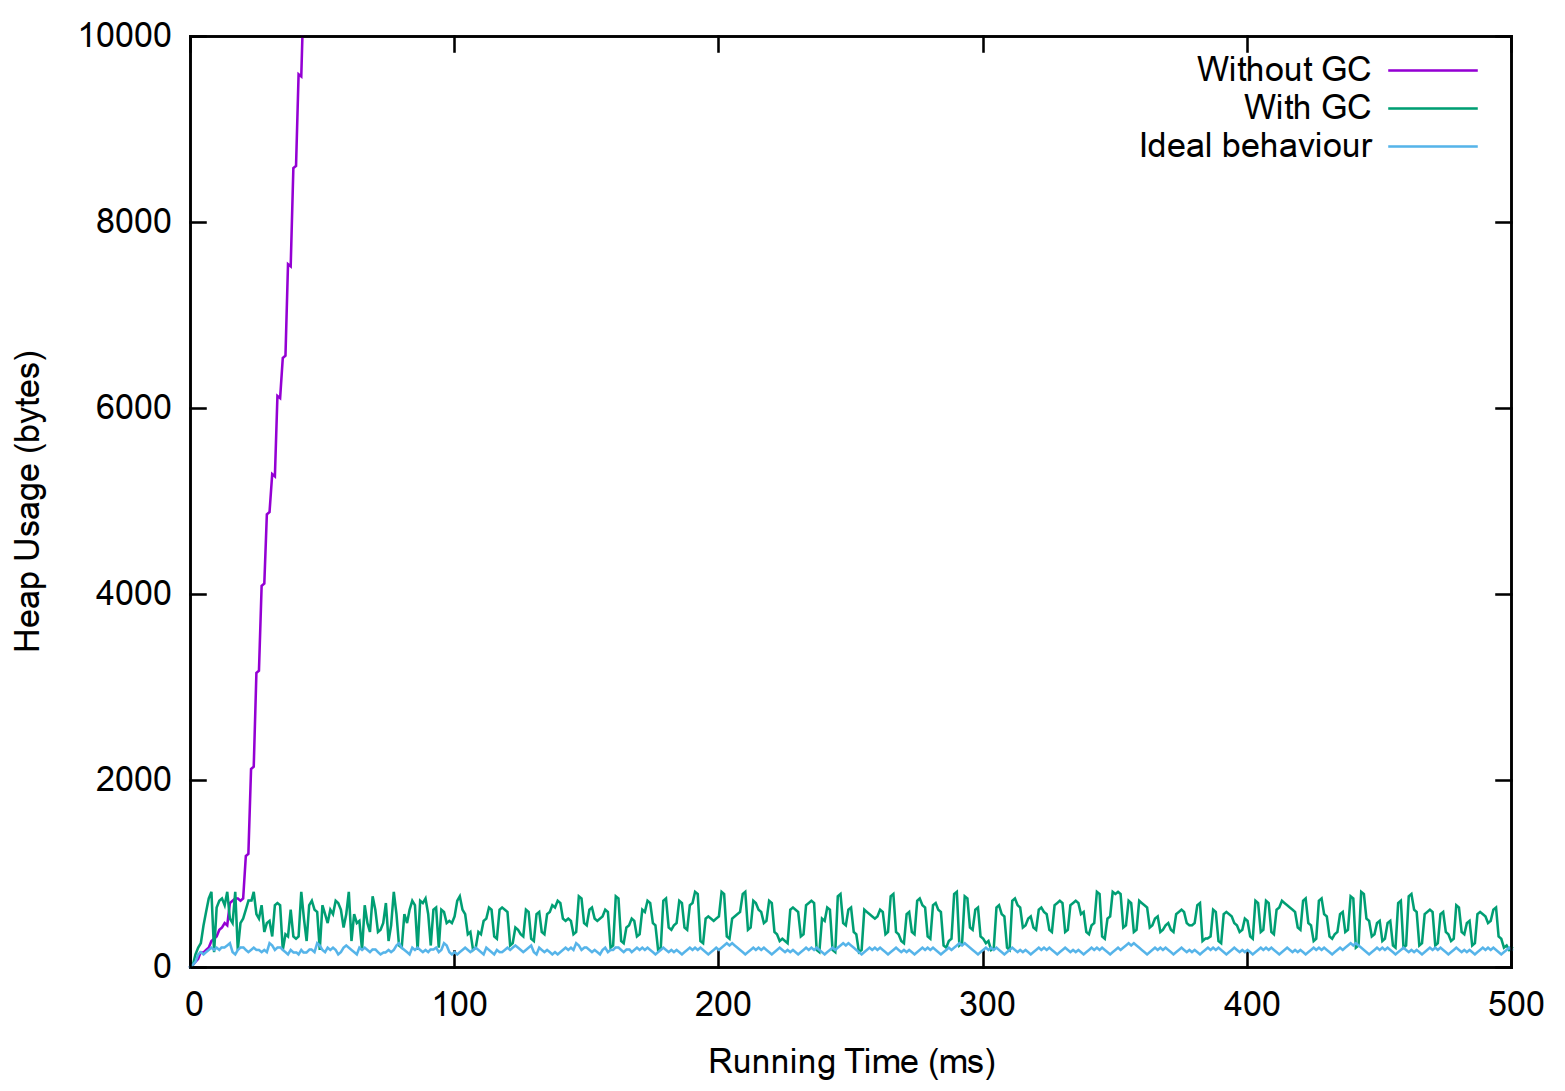 10000
8000
6000
4000
2000
0
Heap Usage (bytes)
Without GC
With GC
Ideal behaviour
0 100 200 300 400 500
Running Time (ms)